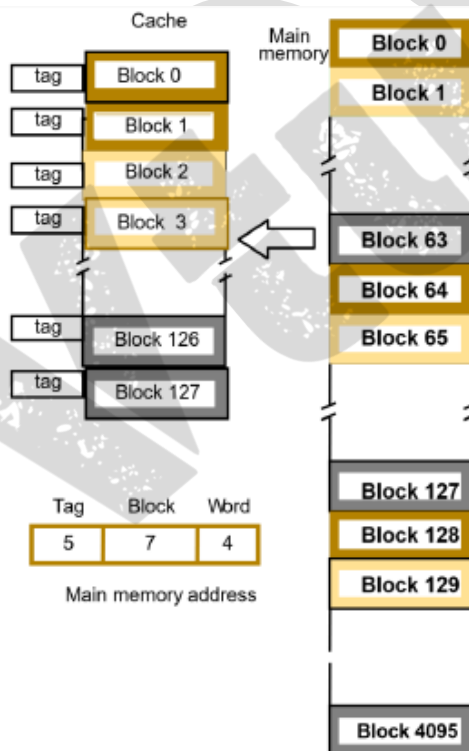 Cache
tag
Block 0
tag
Block 1
tag
Block 2
tag
Block 3
tag
Block 126
tag
Block 127
Tag Block Word
5 7 4
Main memory address
Main
memory
Block 0
Block 1
Block 63
Block 64
Block 65
Block 127
Block 128
Block 129
Block 4095